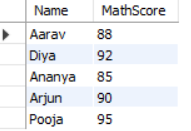 Name MathScore
Aarav 88
Diya 92
Ananya 85
Arjun 90
Pooja 95